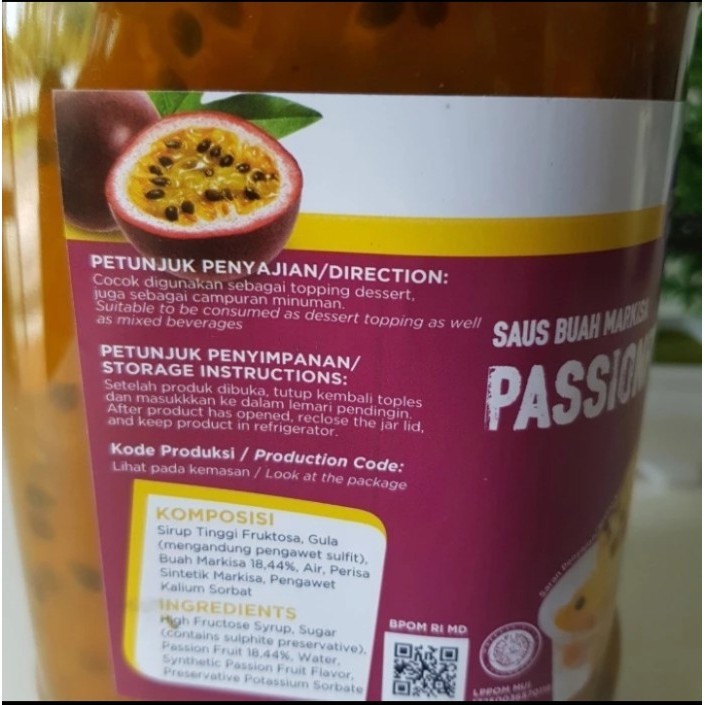 PETUNJUK PENYAJIAN/DIRECTION:
Cocok digunakan sebagai topping dessert,
juga sebagai campuran minuman.
Suitable to be consumed as dessert topping as well
as mixed beverages
PETUNJUK PENYIMPANAN/
STORAGE INSTRUCTIONS:
Setelah produk dibuka, tutup kembali toples
dan masukkkan ke dalam lemari pendingin.
After product has opened, reclose the jar lid,
and keep product in refrigerator.
Kode Produksi / Production Code:
Lihat pada kemasan / Look at the package
KOMPOSISI
Sirup Tinggi Fruktosa, Gula
(mengandung pengawet sulfit),
Buah Markisa 18,44%, Air, Perisa
Sintetik Markisa, Pengawet
Kalium Sorbat
INGREDIENTS
High Fructose Syrup, Sugar
(contains sulphite preservative),
Passion Fruit 18,44%, Water,
Synthetic Passion Fruit Flavor,
Preservative Potassium Sorbate
BPOM RI MD
LPPOM MUI
SAUS BUAH MARKISA
PASSION
Saran